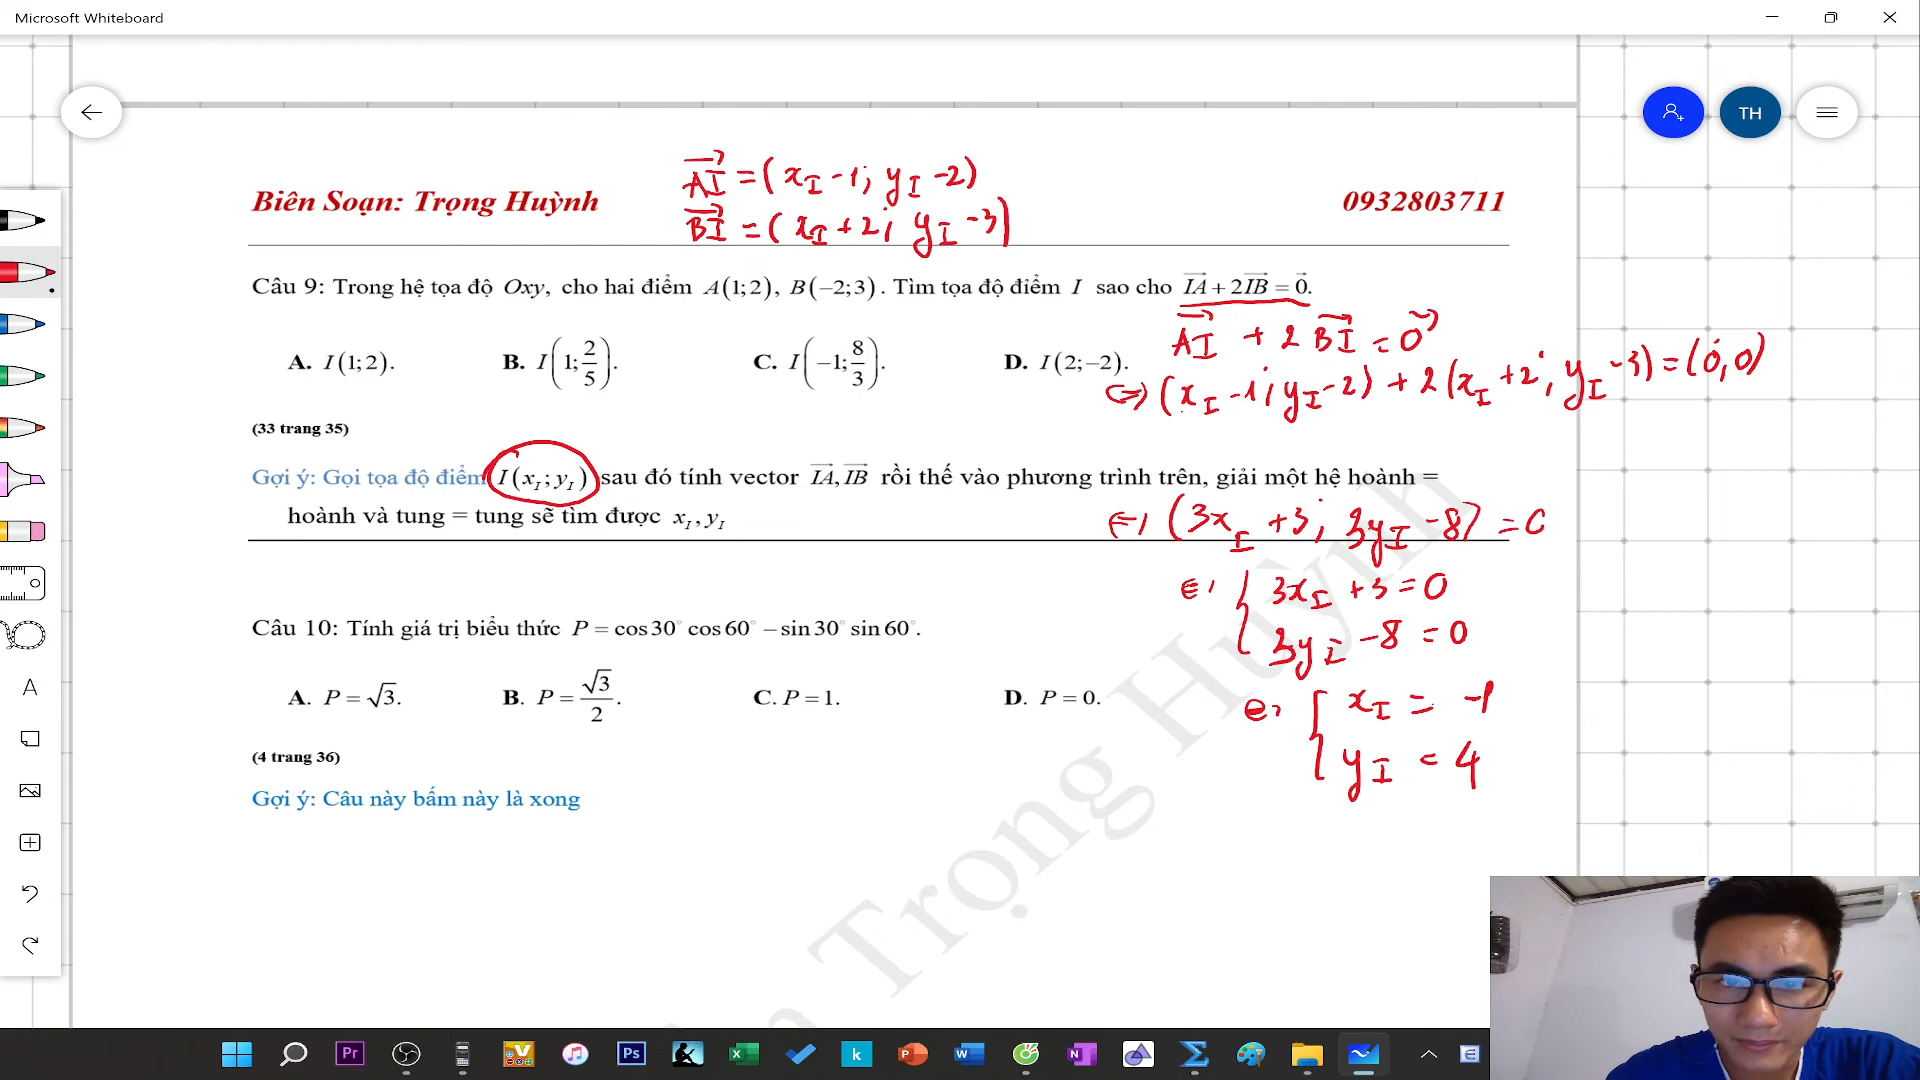 Microsoft Whiteboard
TH
AI = (x_I - 1; y_I - 2)
BI = (x_I + 2; y_I - 3)
Biên Soạn: Trọng Huỳnh
0932803711
Câu 9: Trong hệ tọa độ Oxy, cho hai điểm A(1;2), B(−2;3). Tìm tọa độ điểm I sao cho IA + 2IB = 0.
AI + 2BI = 0
A. I(1;2). B. I(1; 2/5). C. I(−1; 8/3). D. I(2;−2).
⇔ (x_I - 1; y_I - 2) + 2(x_I + 2; y_I - 3) = (0, 0)
(33 trang 35)
Gợi ý: Gọi tọa độ điểm I(x_I; y_I) sau đó tính vector IA, IB rồi thế vào phương trình trên, giải một hệ hoành =
hoành và tung = tung sẽ tìm được x_I, y_I
(3x_I + 3; 3y_I - 8) = 0
3x_I + 3 = 0
3y_I - 8 = 0
Câu 10: Tính giá trị biểu thức P = cos30° cos60° − sin30° sin60°.
A. P = √3. B. P = √3/2. C. P = 1. D. P = 0.
x_I = -1
y_I = 4
(4 trang 36)
Gợi ý: Câu này bấm này là xong
Trọng Huỳnh